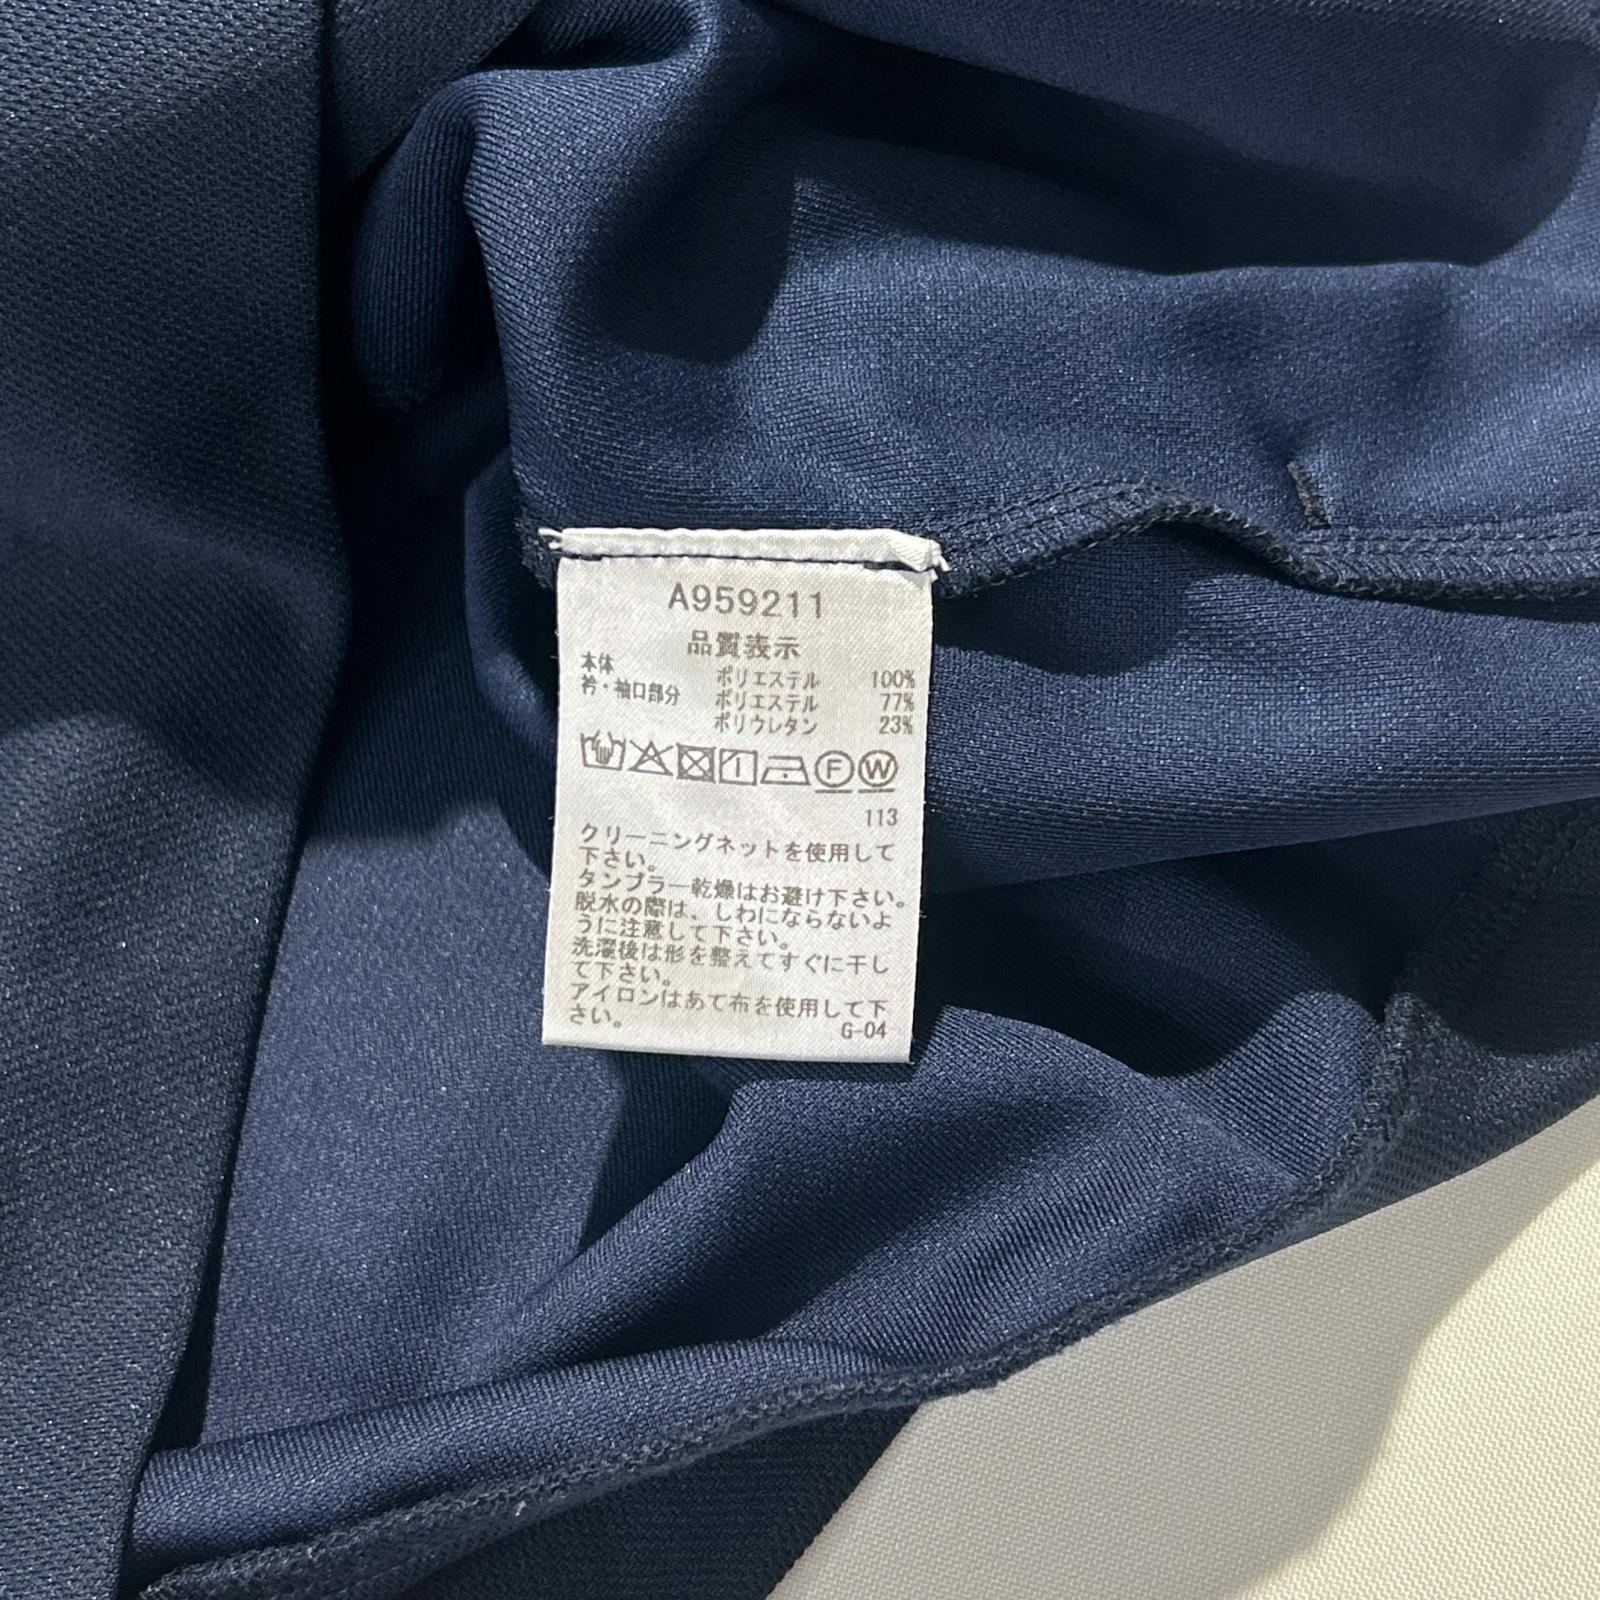 A959211
品質表示
本体 ポリエステル 100%
衿・袖口部分 ポリエステル 77%
ポリウレタン 23%
F W
113
クリーニングネットを使用して
下さい。
タンブラー乾燥はお避け下さい。
脱水の際は、しわにならないよ
うに注意して下さい。
洗濯後は形を整えてすぐに干し
て下さい。
アイロンはあて布を使用して下
さい。 G-04